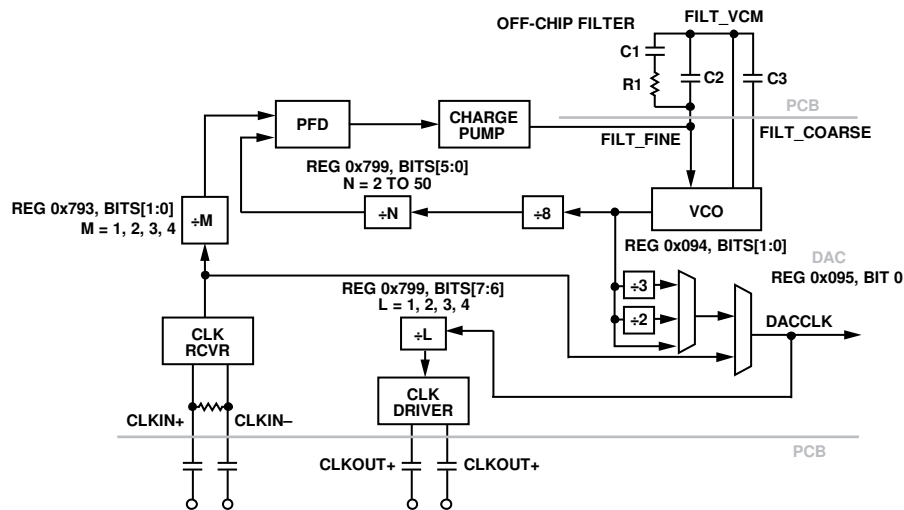 OFF-CHIP FILTER
FILT_VCM
C1
R1
C2
C3
PCB
PFD
CHARGE
PUMP
FILT_FINE
FILT_COARSE
REG 0x799, BITS[5:0]
N = 2 TO 50
REG 0x793, BITS[1:0]
M = 1, 2, 3, 4
÷M
÷N
÷8
VCO
REG 0x094, BITS[1:0]
DAC
REG 0x095, BIT 0
REG 0x799, BITS[7:6]
L = 1, 2, 3, 4
÷3
÷2
DACCLK
CLK
RCVR
÷L
CLK
DRIVER
CLKIN+
CLKIN–
PCB
CLKOUT+
CLKOUT+